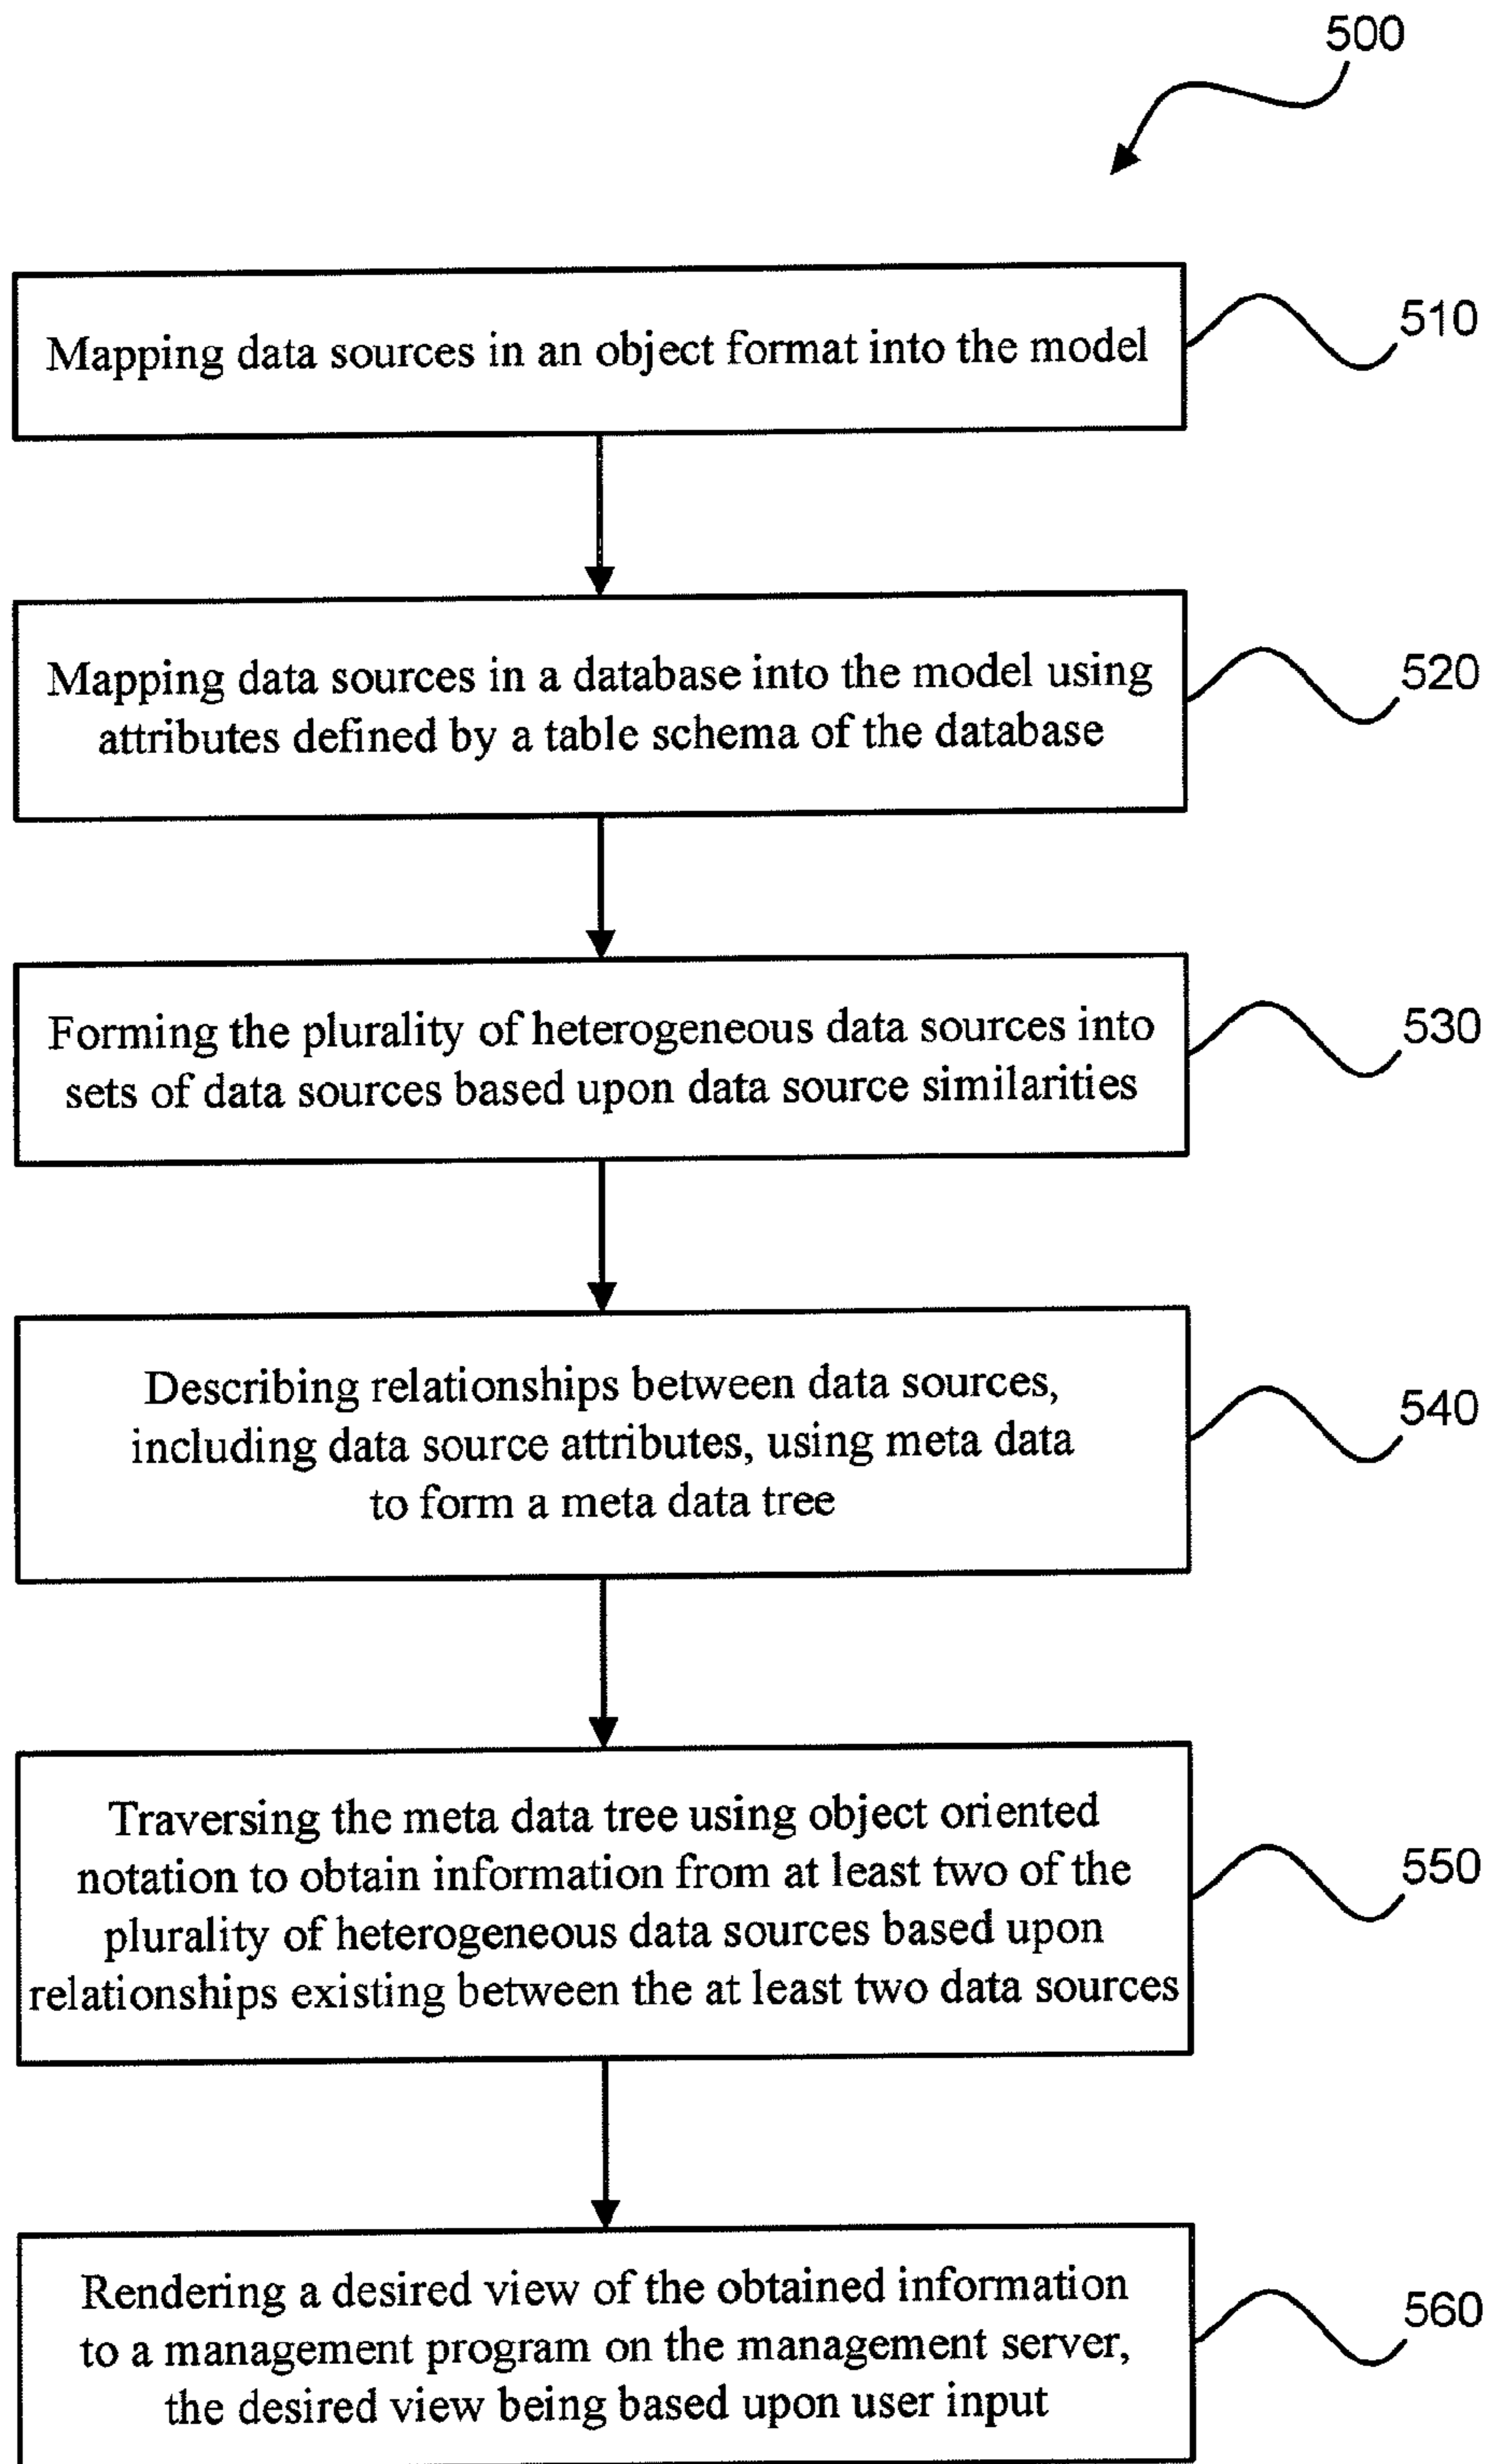 500
Mapping data sources in an object format into the model
510
Mapping data sources in a database into the model using
attributes defined by a table schema of the database
520
Forming the plurality of heterogeneous data sources into
sets of data sources based upon data source similarities
530
Describing relationships between data sources,
including data source attributes, using meta data
to form a meta data tree
540
Traversing the meta data tree using object oriented
notation to obtain information from at least two of the
plurality of heterogeneous data sources based upon
relationships existing between the at least two data sources
550
Rendering a desired view of the obtained information
to a management program on the management server,
the desired view being based upon user input
560